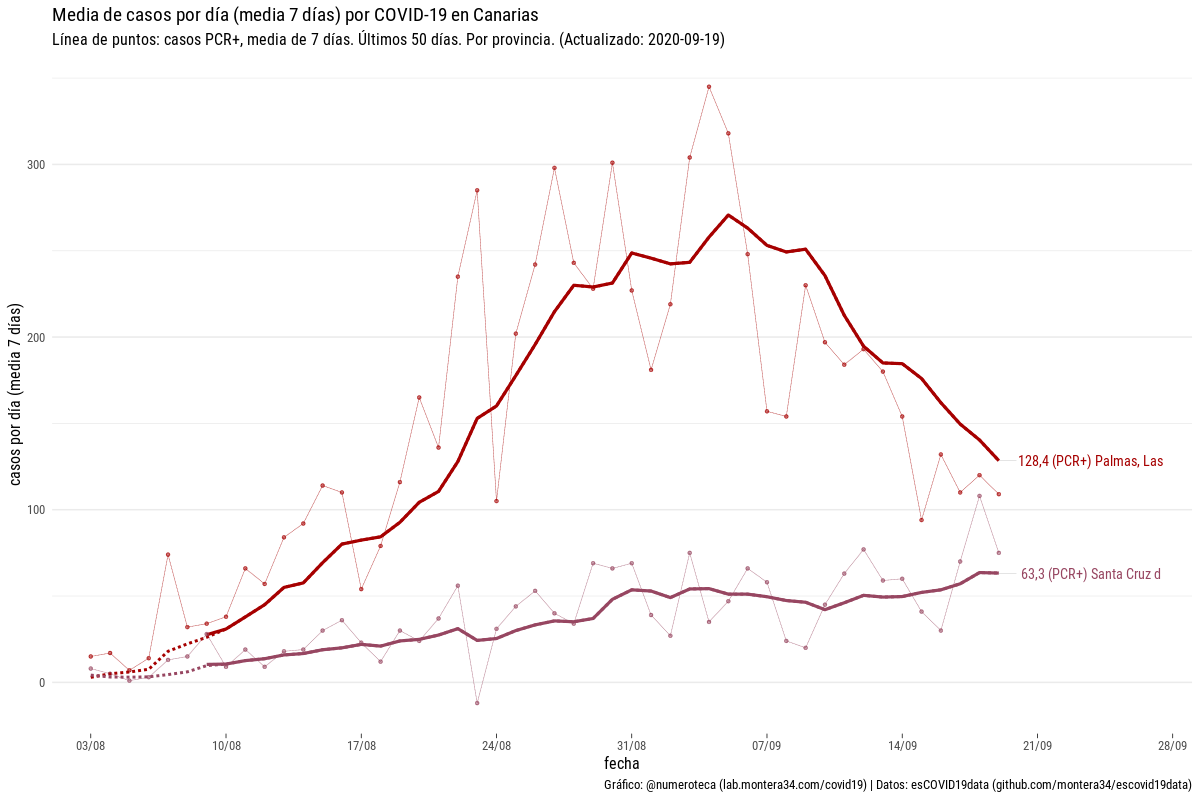 Media de casos por día (media 7 días) por COVID-19 en Canarias
Línea de puntos: casos PCR+, media de 7 días. Últimos 50 días. Por provincia. (Actualizado: 2020-09-19)
casos por día (media 7 días)
300
200
100
0
128,4 (PCR+) Palmas, Las
63,3 (PCR+) Santa Cruz d
03/08 10/08 17/08 24/08 31/08 07/09 14/09 21/09 28/09
fecha
Gráfico: @numeroteca (lab.montera34.com/covid19) | Datos: esCOVID19data (github.com/montera34/escovid19data)